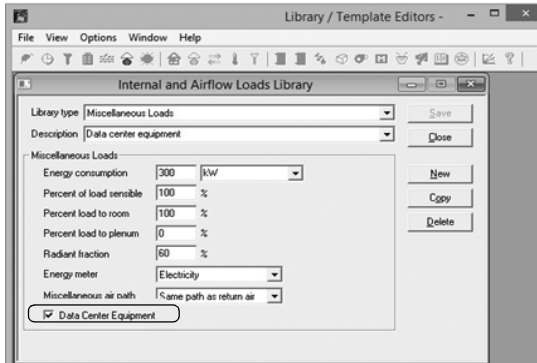 Library / Template Editors -
File View Options Window Help
Internal and Airflow Loads Library
Library type Miscellaneous Loads
Save
Description Data center equipment
Close
Miscellaneous Loads
Energy consumption 300 kW
New
Percent of load sensible 100 %
Copy
Percent load to room 100 %
Percent load to plenum 0 %
Delete
Radiant fraction 60 %
Energy meter Electricity
Miscellaneous air path Same path as return air
Data Center Equipment